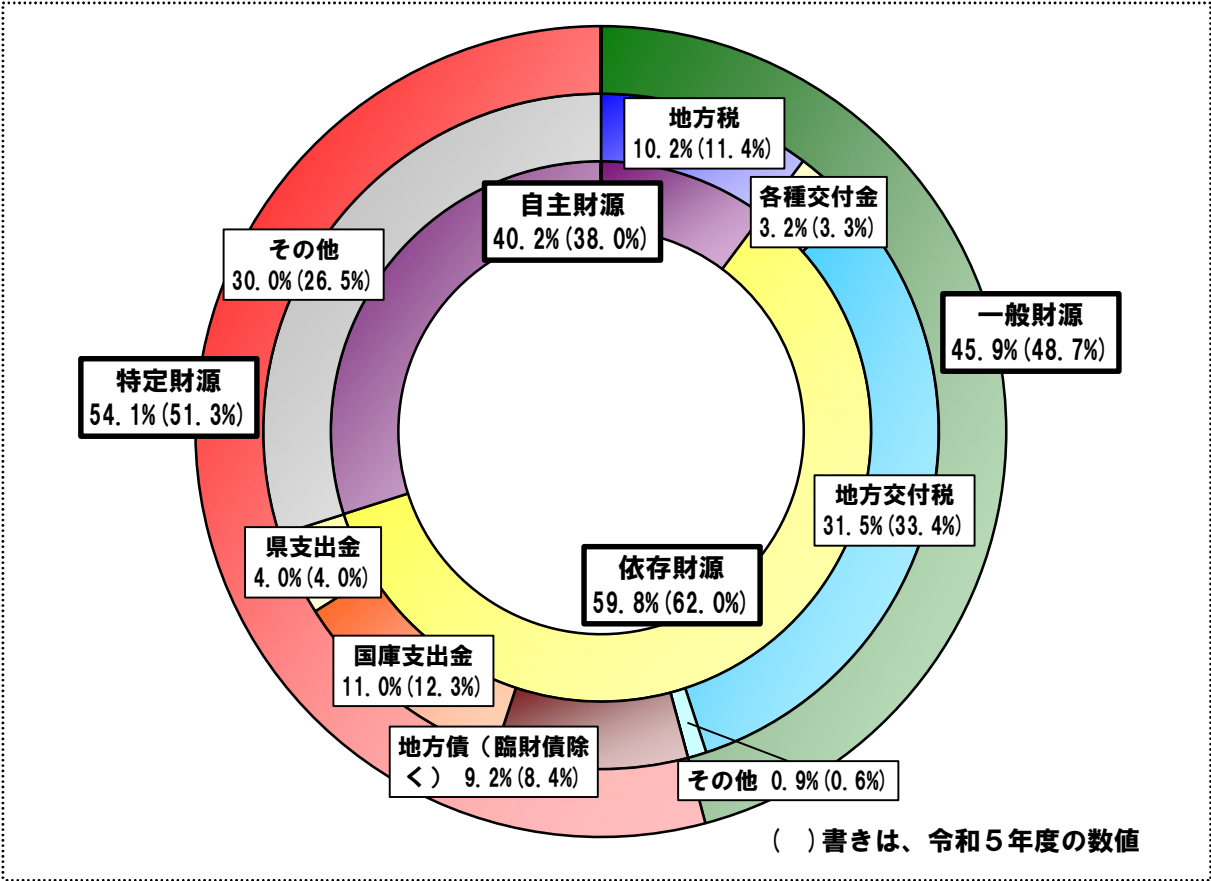 地方税
10.2%(11.4%)
各種交付金
3.2%(3.3%)
自主財源
40.2%(38.0%)
その他
30.0%(26.5%)
一般財源
45.9%(48.7%)
特定財源
54.1%(51.3%)
地方交付税
31.5%(33.4%)
県支出金
4.0%(4.0%)
依存財源
59.8%(62.0%)
国庫支出金
11.0%(12.3%)
地方債（臨財債除
く） 9.2%(8.4%)
その他 0.9%(0.6%)
(　)書きは、令和５年度の数値